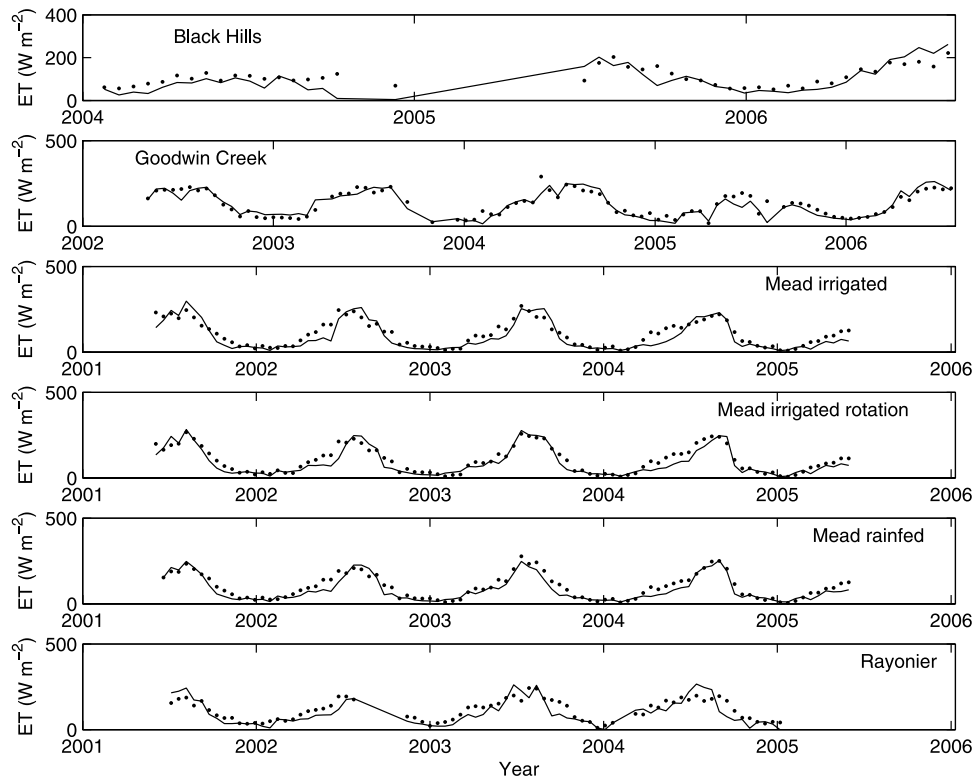 400
Black Hills
200
0
ET (W m⁻²)
2004 2005 2006
500
Goodwin Creek
0
ET (W m⁻²)
2002 2003 2004 2005 2006
500
Mead irrigated
0
ET (W m⁻²)
2001 2002 2003 2004 2005 2006
500
Mead irrigated rotation
0
ET (W m⁻²)
2001 2002 2003 2004 2005 2006
500
Mead rainfed
0
ET (W m⁻²)
2001 2002 2003 2004 2005 2006
500
Rayonier
0
ET (W m⁻²)
2001 2002 2003 2004 2005 2006
Year